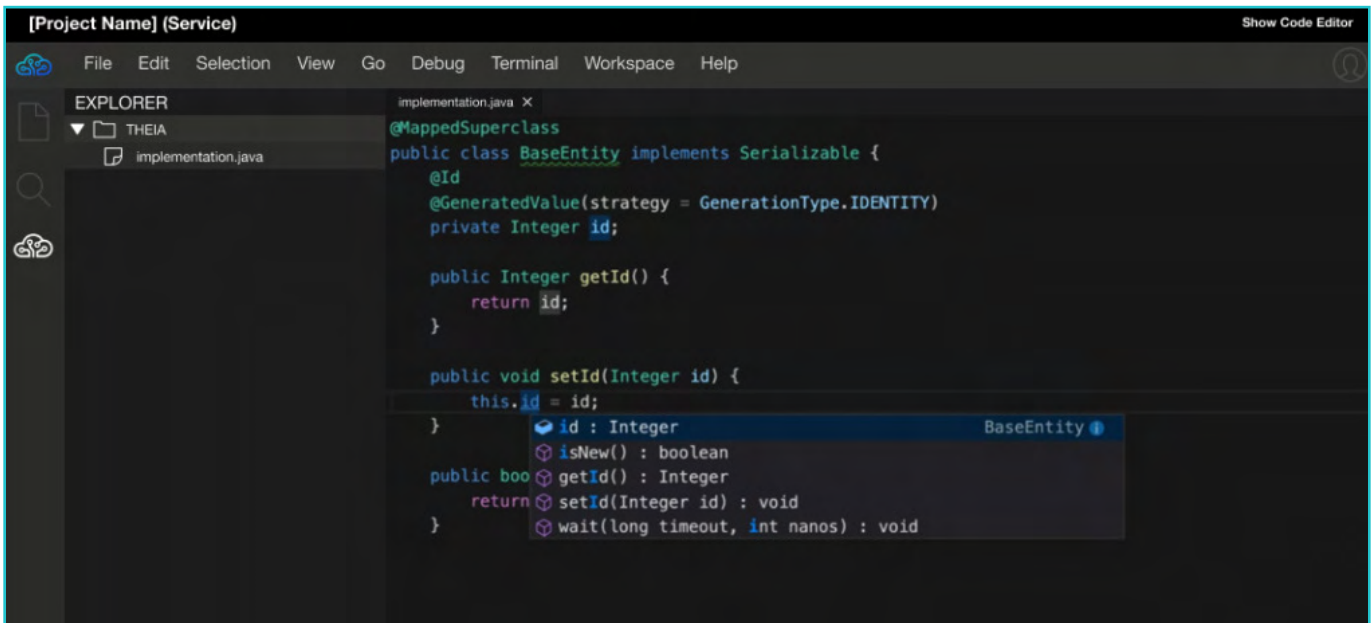 [Project Name] (Service)
Show Code Editor
File Edit Selection View Go Debug Terminal Workspace Help
EXPLORER
THEIA
implementation.java
implementation.java ×
@MappedSuperclass
public class BaseEntity implements Serializable {
@Id
@GeneratedValue(strategy = GenerationType.IDENTITY)
private Integer id;
public Integer getId() {
return id;
}
public void setId(Integer id) {
this.id = id;
}
id : Integer BaseEntity
isNew() : boolean
public boo
getId() : Integer
return
setId(Integer id) : void
}
wait(long timeout, int nanos) : void